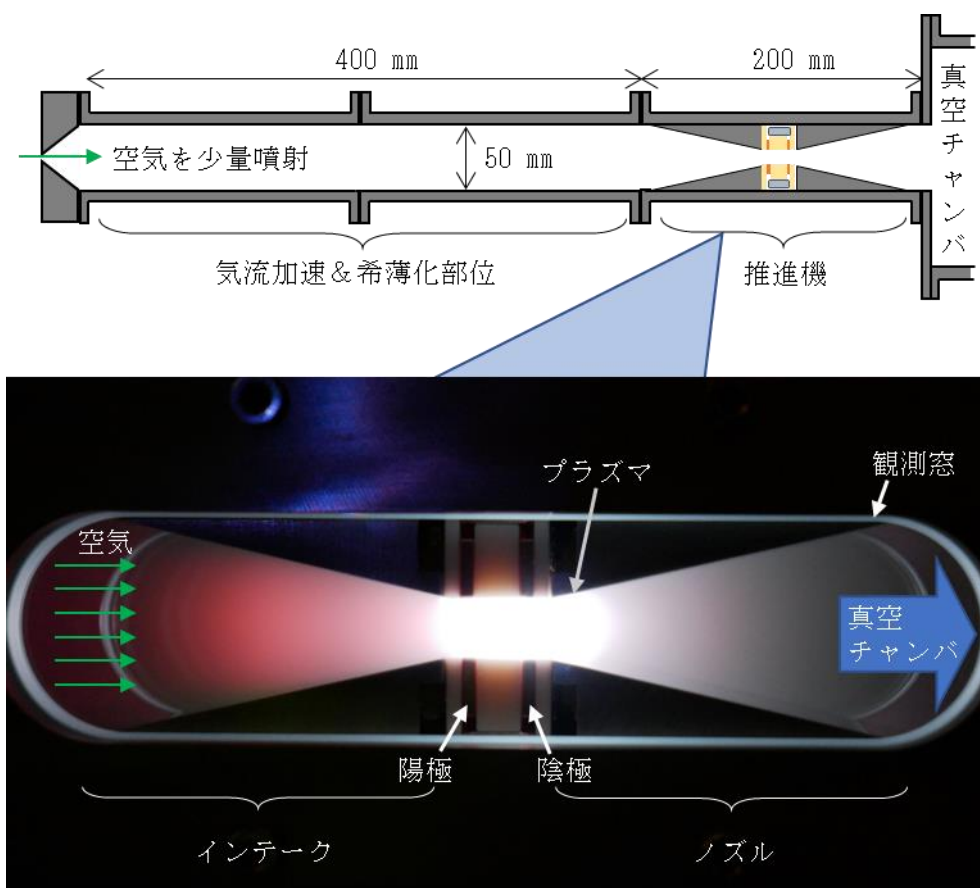 400 mm
200 mm
空気を少量噴射
50 mm
真空チャンバ
気流加速＆希薄化部位
推進機
プラズマ
観測窓
空気
真空
チャンバ
陽極
陰極
インテーク
ノズル